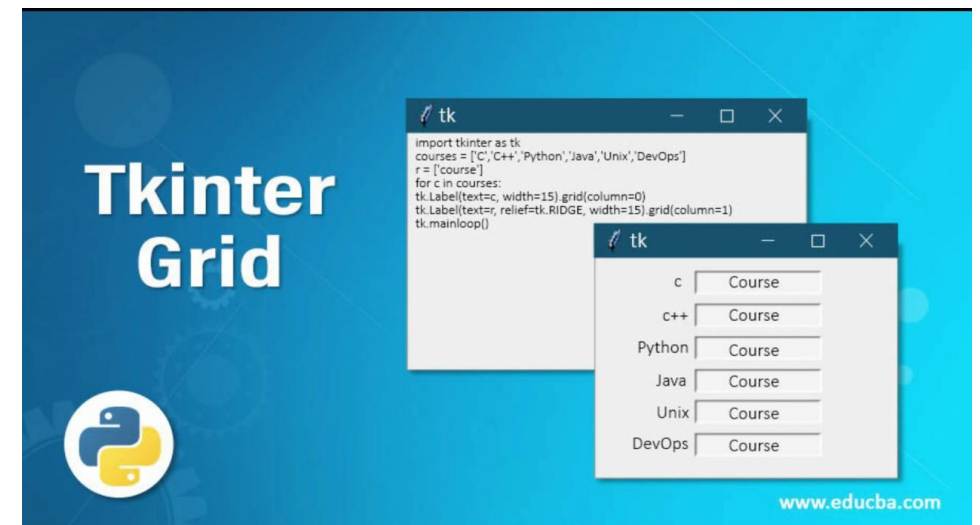 Tkinter
Grid
tk
import tkinter as tk
courses = ['C','C++','Python','Java','Unix','DevOps']
r = ['course']
for c in courses:
tk.Label(text=c, width=15).grid(column=0)
tk.Label(text=r, relief=tk.RIDGE, width=15).grid(column=1)
tk.mainloop()
tk
c Course
c++ Course
Python Course
Java Course
Unix Course
DevOps Course
www.educba.com